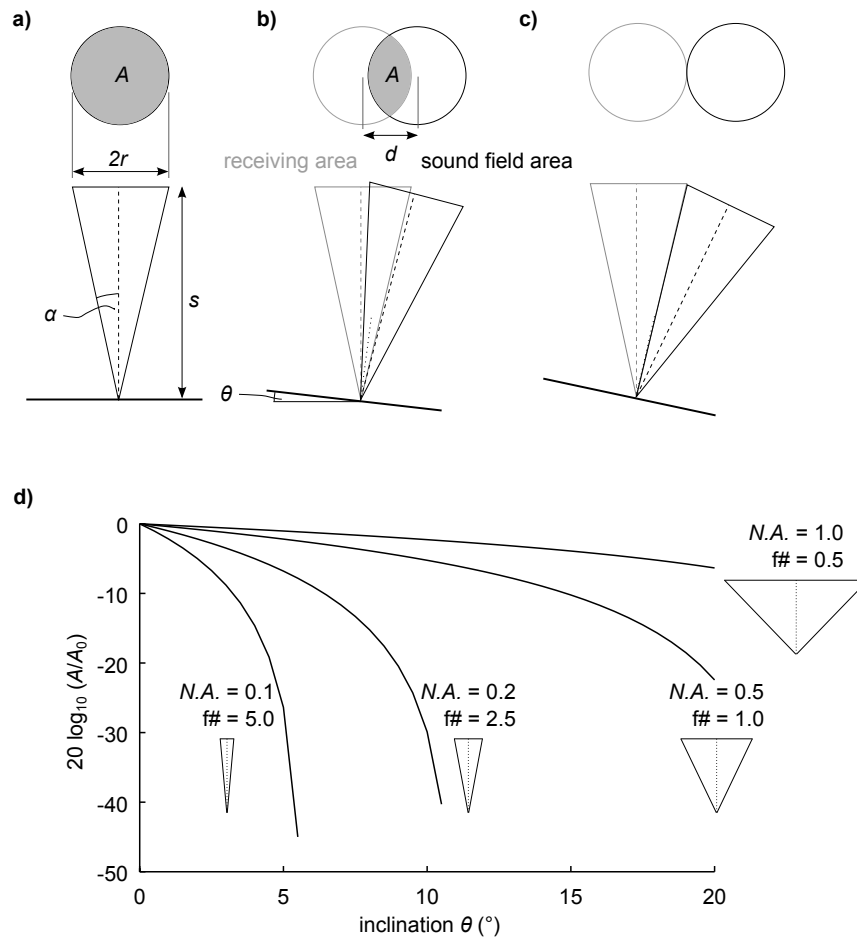 a)
b)
c)
A
A
2r
d
receiving area
sound field area
α
s
θ
d)
20 log10 (A/A0)
0
-10
-20
-30
-40
-50
N.A. = 1.0
f# = 0.5
N.A. = 0.1
f# = 5.0
N.A. = 0.2
f# = 2.5
N.A. = 0.5
f# = 1.0
0
5
10
15
20
inclination θ (°)